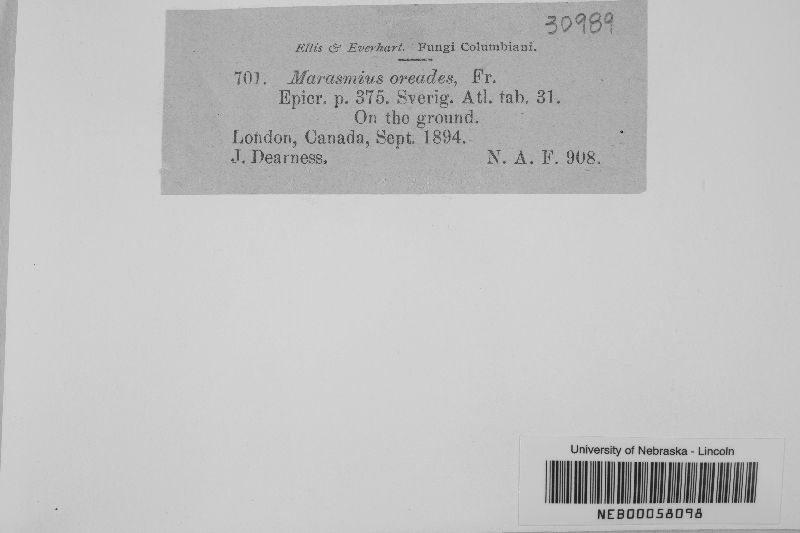 30989
Ellis & Everhart. Fungi Columbiani.
701. Marasmius oreades, Fr.
Epicr. p. 375. Sverig. Atl. tab. 31.
On the ground.
London, Canada, Sept. 1894.
J. Dearness. N. A. F. 908.
University of Nebraska - Lincoln
NEB00058098